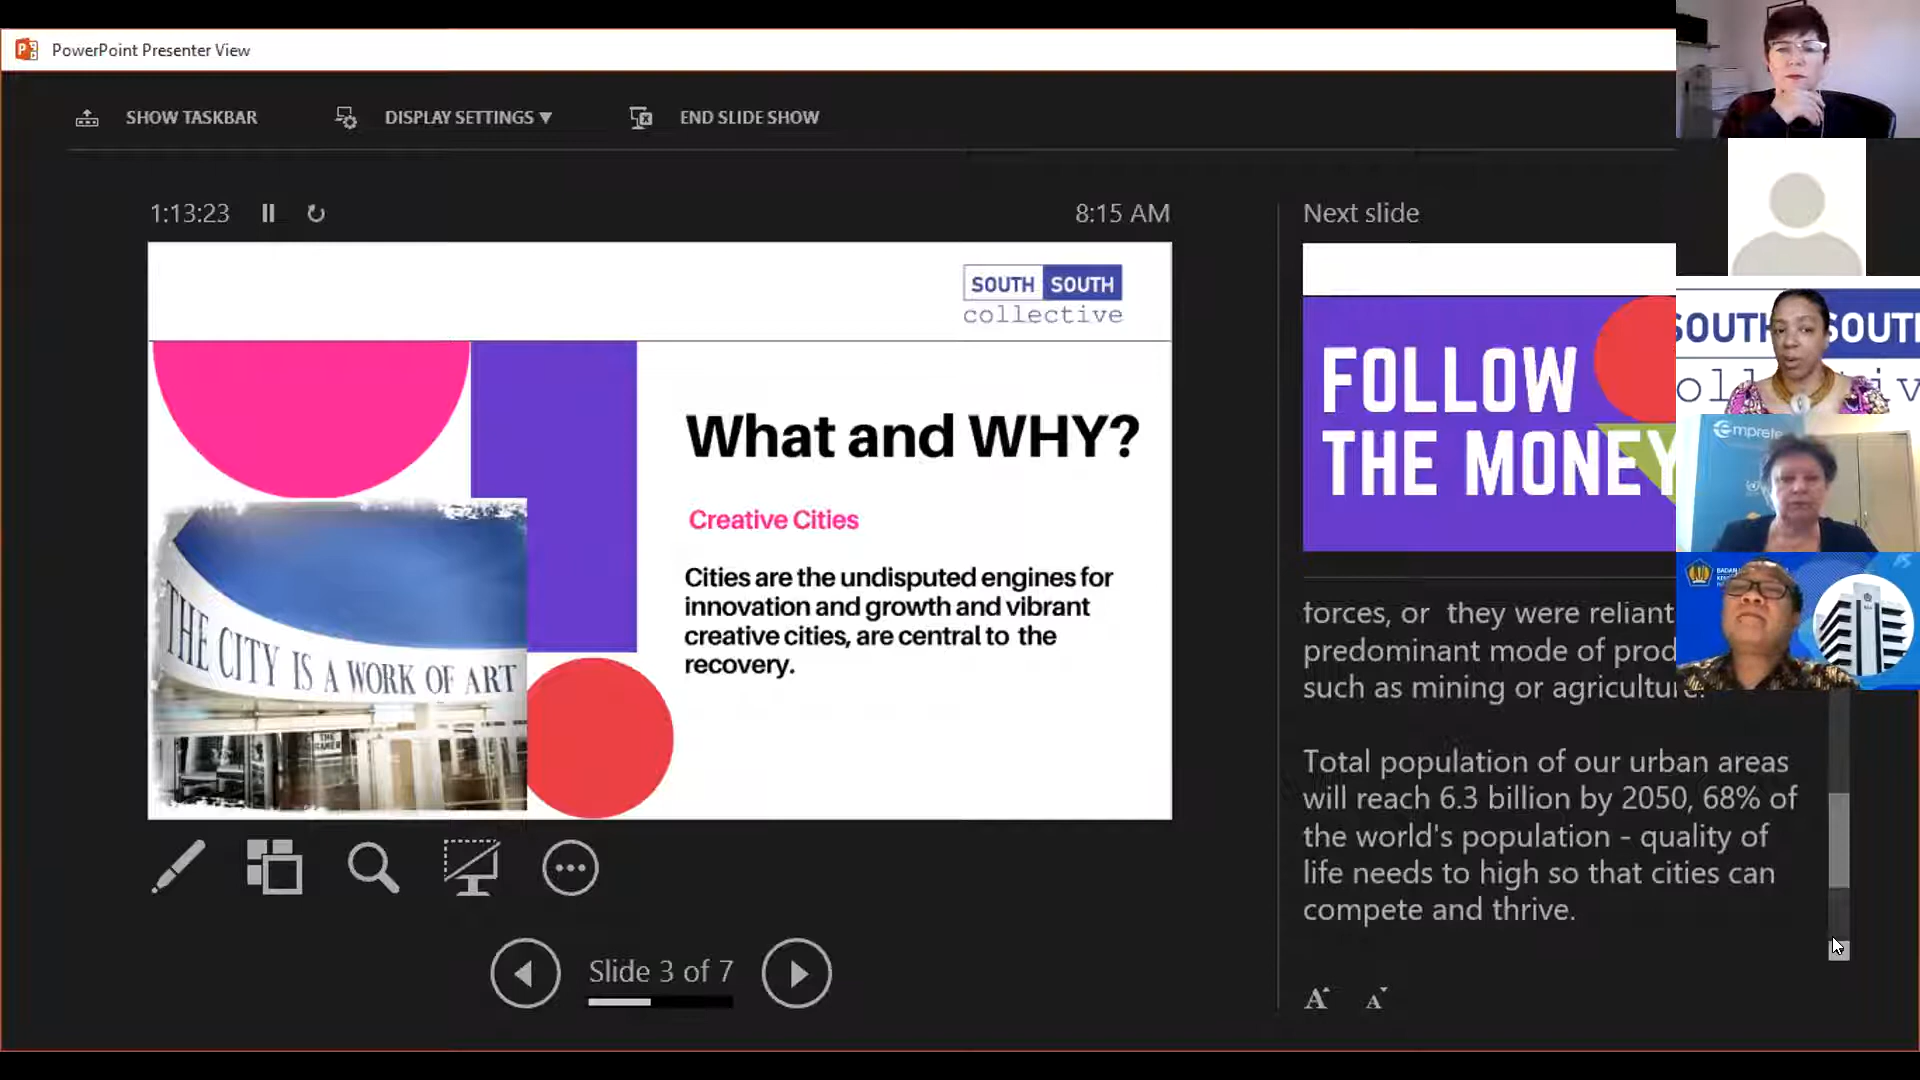 PowerPoint Presenter View
SHOW TASKBAR
DISPLAY SETTINGS ▼
END SLIDE SHOW
1:13:23
8:15 AM
SOUTH SOUTH
collective
What and WHY?
Creative Cities
Cities are the undisputed engines for
innovation and growth and vibrant
creative cities, are central to the
recovery.
THE CITY IS A WORK OF ART
Slide 3 of 7
Next slide
FOLLOW
THE MONEY
forces, or they were reliant
predominant mode of prod
such as mining or agriculture.
Total population of our urban areas
will reach 6.3 billion by 2050, 68% of
the world's population - quality of
life needs to high so that cities can
compete and thrive.
A A
SOUTH SOUTH
emprete
BADAN